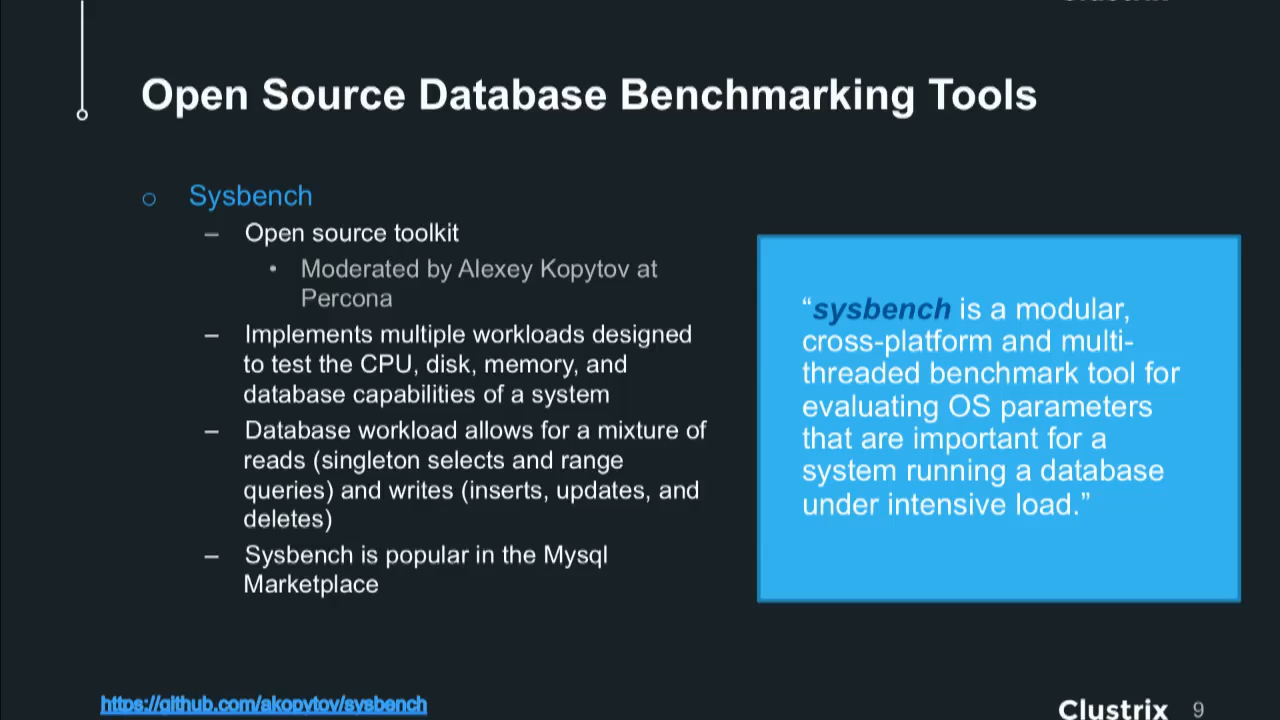 Open Source Database Benchmarking Tools
Sysbench
– Open source toolkit
• Moderated by Alexey Kopytov at
Percona
– Implements multiple workloads designed
to test the CPU, disk, memory, and
database capabilities of a system
– Database workload allows for a mixture of
reads (singleton selects and range
queries) and writes (inserts, updates, and
deletes)
– Sysbench is popular in the Mysql
Marketplace
“sysbench is a modular,
cross-platform and multi-
threaded benchmark tool for
evaluating OS parameters
that are important for a
system running a database
under intensive load.”
https://github.com/akopytov/sysbench
Clustrix 9